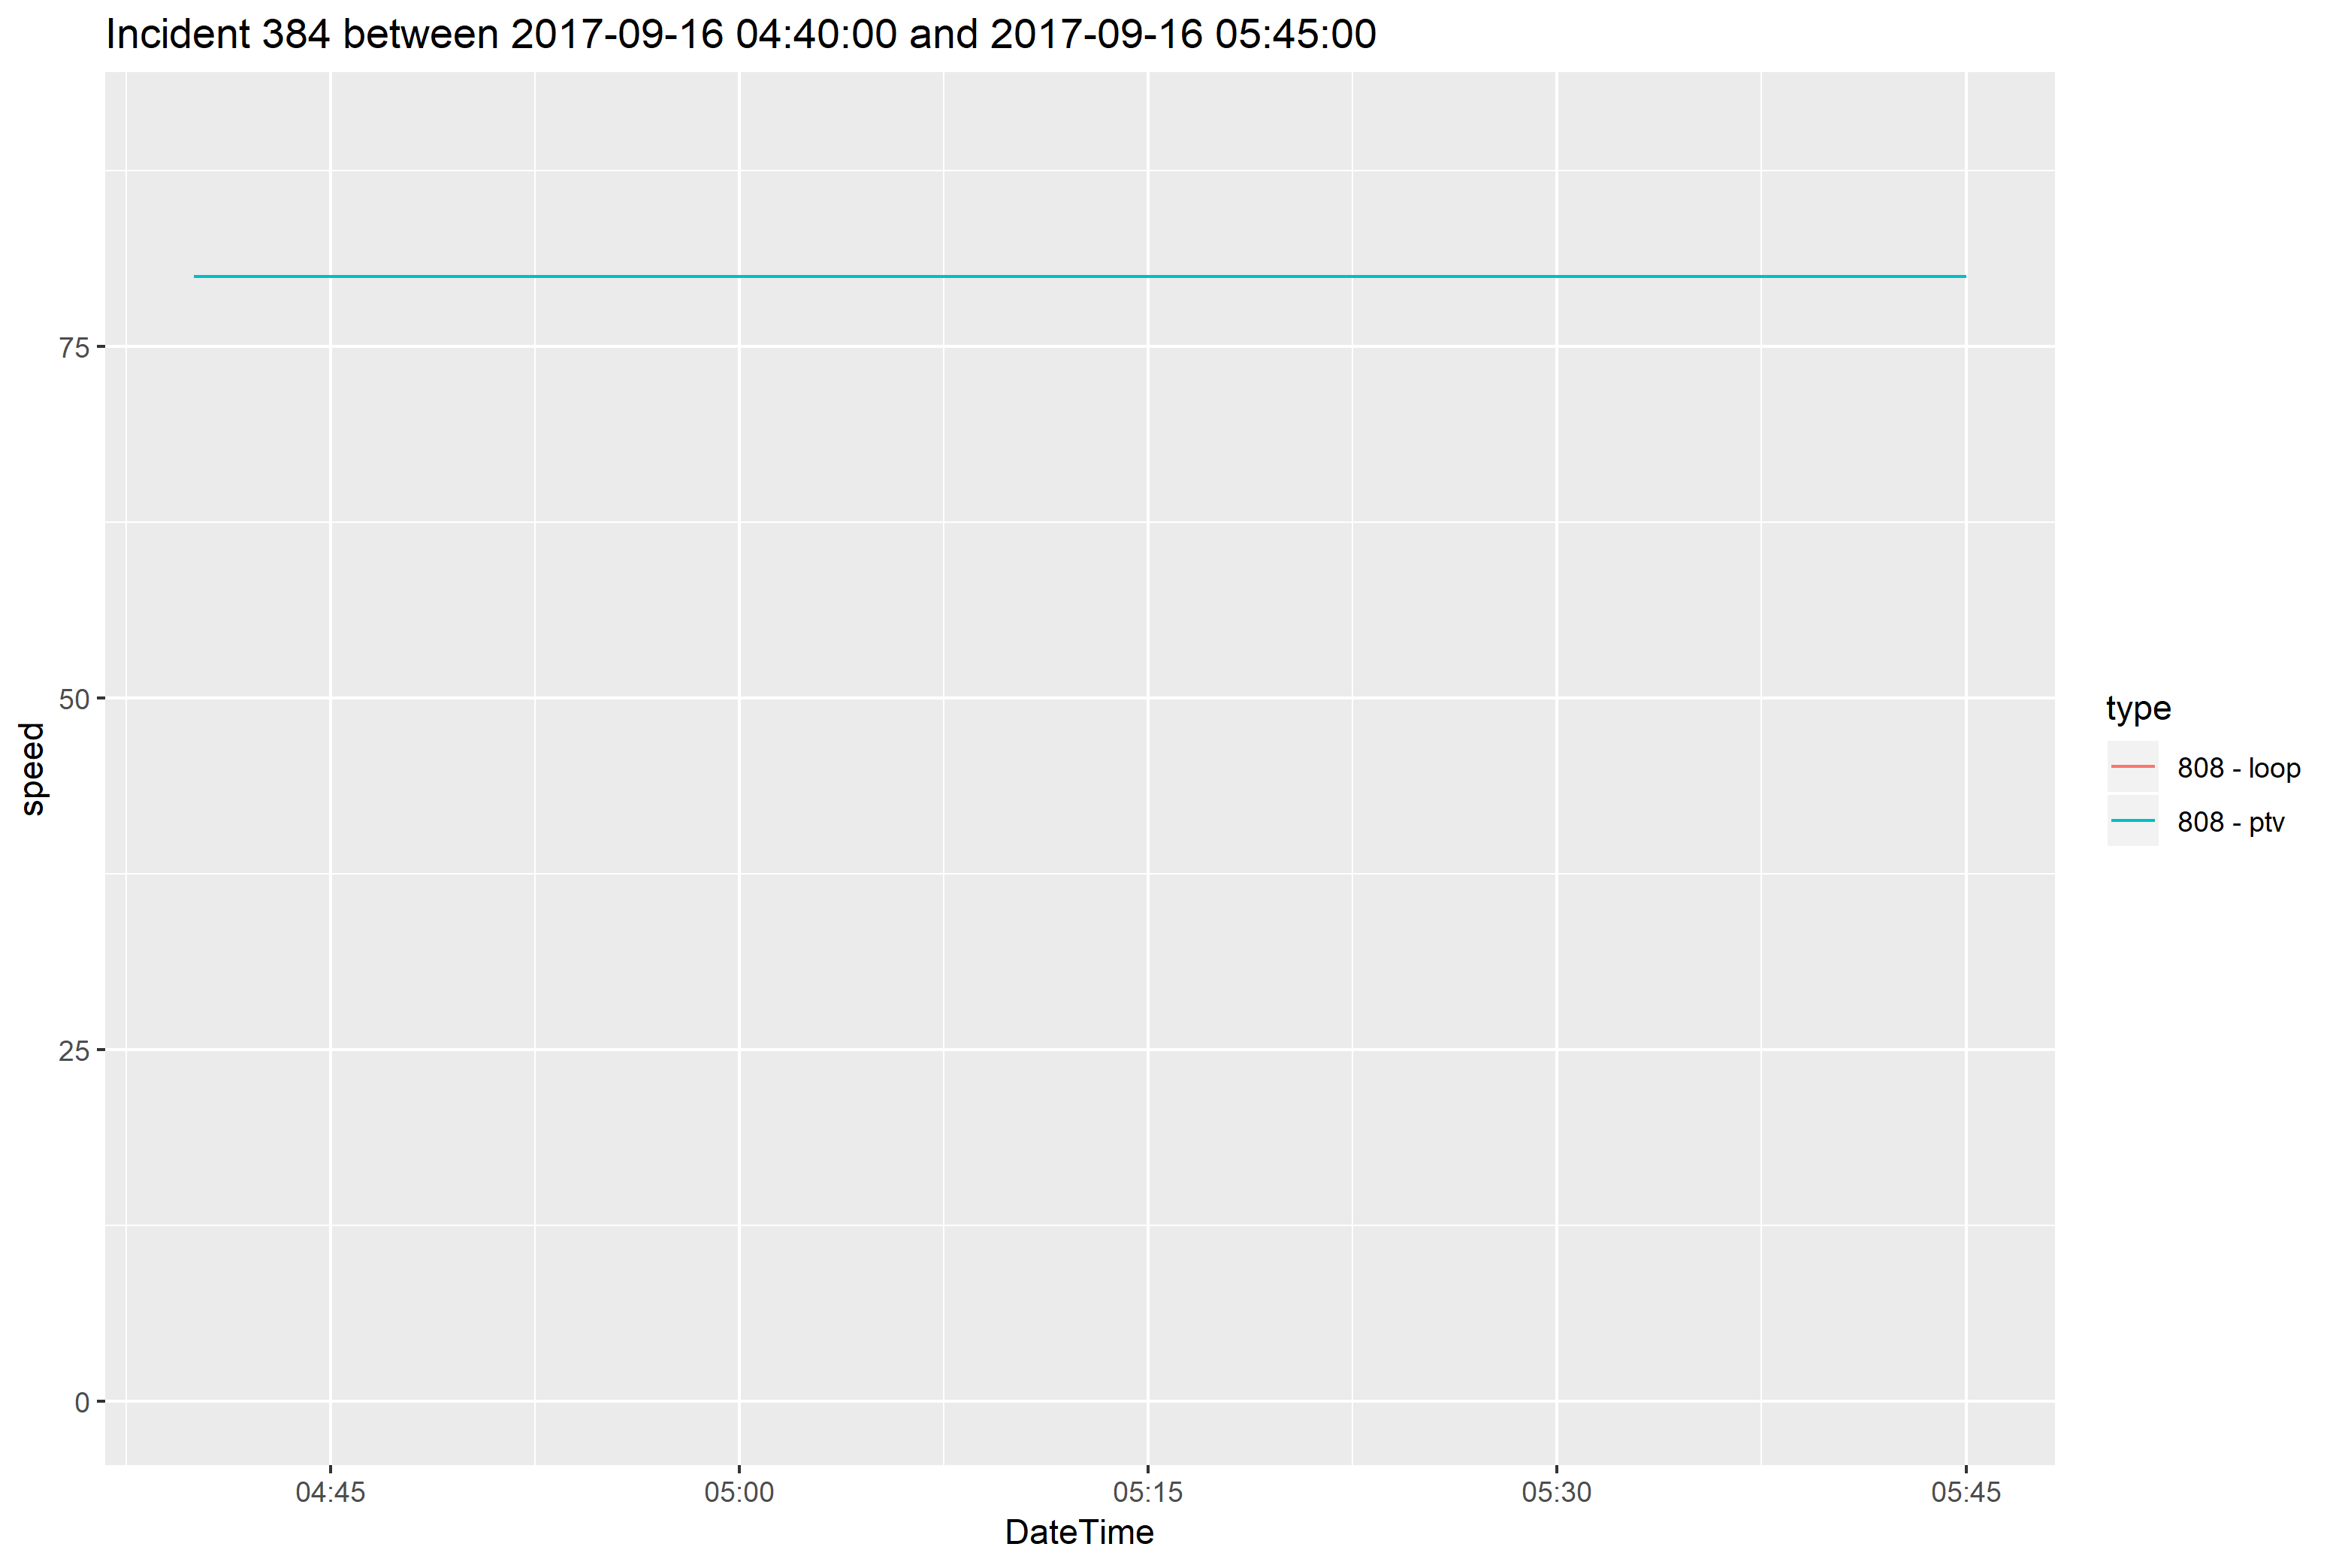 Incident 384 between 2017-09-16 04:40:00 and 2017-09-16 05:45:00
75
50
25
0
speed
04:45 05:00 05:15 05:30 05:45
DateTime
type
808 - loop
808 - ptv